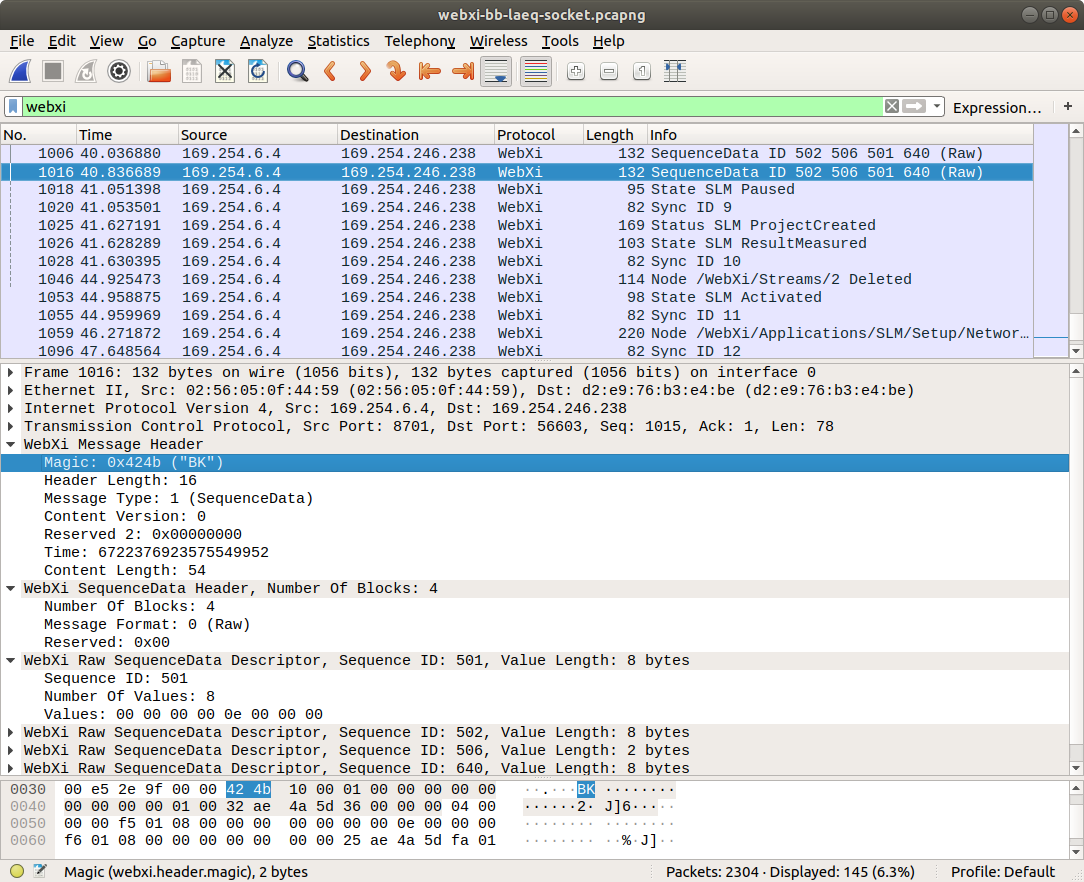 webxi-bb-laeq-socket.pcapng
File Edit View Go Capture Analyze Statistics Telephony Wireless Tools Help
webxi Expression… +
No. Time Source Destination Protocol Length Info
1006 40.036880 169.254.6.4 169.254.246.238 WebXi 132 SequenceData ID 502 506 501 640 (Raw)
1016 40.836689 169.254.6.4 169.254.246.238 WebXi 132 SequenceData ID 502 506 501 640 (Raw)
1018 41.051398 169.254.6.4 169.254.246.238 WebXi 95 State SLM Paused
1020 41.053501 169.254.6.4 169.254.246.238 WebXi 82 Sync ID 9
1025 41.627191 169.254.6.4 169.254.246.238 WebXi 169 Status SLM ProjectCreated
1026 41.628289 169.254.6.4 169.254.246.238 WebXi 103 State SLM ResultMeasured
1028 41.630395 169.254.6.4 169.254.246.238 WebXi 82 Sync ID 10
1046 44.925473 169.254.6.4 169.254.246.238 WebXi 114 Node /WebXi/Streams/2 Deleted
1053 44.958875 169.254.6.4 169.254.246.238 WebXi 98 State SLM Activated
1055 44.959969 169.254.6.4 169.254.246.238 WebXi 82 Sync ID 11
1059 46.271872 169.254.6.4 169.254.246.238 WebXi 220 Node /WebXi/Applications/SLM/Setup/Networ…
1096 47.648564 169.254.6.4 169.254.246.238 WebXi 82 Sync ID 12
Frame 1016: 132 bytes on wire (1056 bits), 132 bytes captured (1056 bits) on interface 0
Ethernet II, Src: 02:56:05:0f:44:59 (02:56:05:0f:44:59), Dst: d2:e9:76:b3:e4:be (d2:e9:76:b3:e4:be)
Internet Protocol Version 4, Src: 169.254.6.4, Dst: 169.254.246.238
Transmission Control Protocol, Src Port: 8701, Dst Port: 56603, Seq: 1015, Ack: 1, Len: 78
WebXi Message Header
Magic: 0x424b ("BK")
Header Length: 16
Message Type: 1 (SequenceData)
Content Version: 0
Reserved 2: 0x00000000
Time: 6722376923575549952
Content Length: 54
WebXi SequenceData Header, Number Of Blocks: 4
Number Of Blocks: 4
Message Format: 0 (Raw)
Reserved: 0x00
WebXi Raw SequenceData Descriptor, Sequence ID: 501, Value Length: 8 bytes
Sequence ID: 501
Number Of Values: 8
Values: 00 00 00 00 0e 00 00 00
WebXi Raw SequenceData Descriptor, Sequence ID: 502, Value Length: 8 bytes
WebXi Raw SequenceData Descriptor, Sequence ID: 506, Value Length: 2 bytes
WebXi Raw SequenceData Descriptor, Sequence ID: 640, Value Length: 8 bytes
0030 00 e5 2e 9f 00 00 42 4b 10 00 01 00 00 00 00 00 ··.···BK ········
0040 00 00 00 00 01 00 32 ae 4a 5d 36 00 00 00 04 00 ······2· J]6·····
0050 00 00 f5 01 08 00 00 00 00 00 00 00 0e 00 00 00 ········ ········
0060 f6 01 08 00 00 00 00 00 00 00 25 ae 4a 5d fa 01 ········ ··%·J]··
Magic (webxi.header.magic), 2 bytes Packets: 2304 · Displayed: 145 (6.3%) Profile: Default